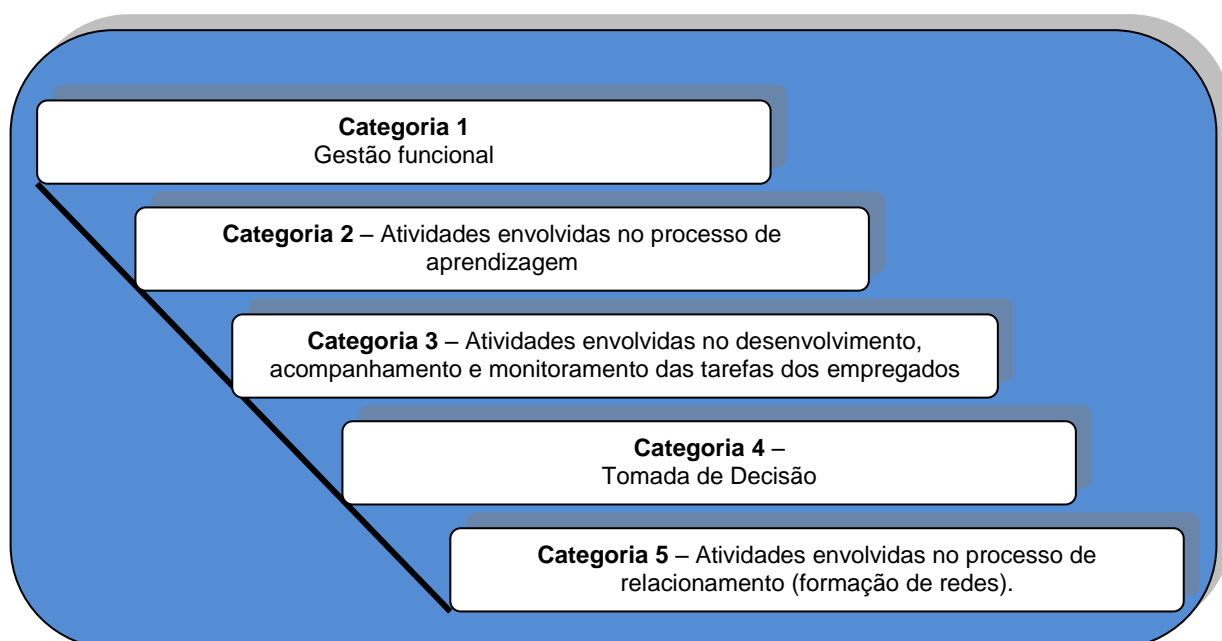 Categoria 1
Gestão funcional
Categoria 2 – Atividades envolvidas no processo de
aprendizagem
Categoria 3 – Atividades envolvidas no desenvolvimento,
acompanhamento e monitoramento das tarefas dos empregados
Categoria 4 –
Tomada de Decisão
Categoria 5 – Atividades envolvidas no processo de
relacionamento (formação de redes).